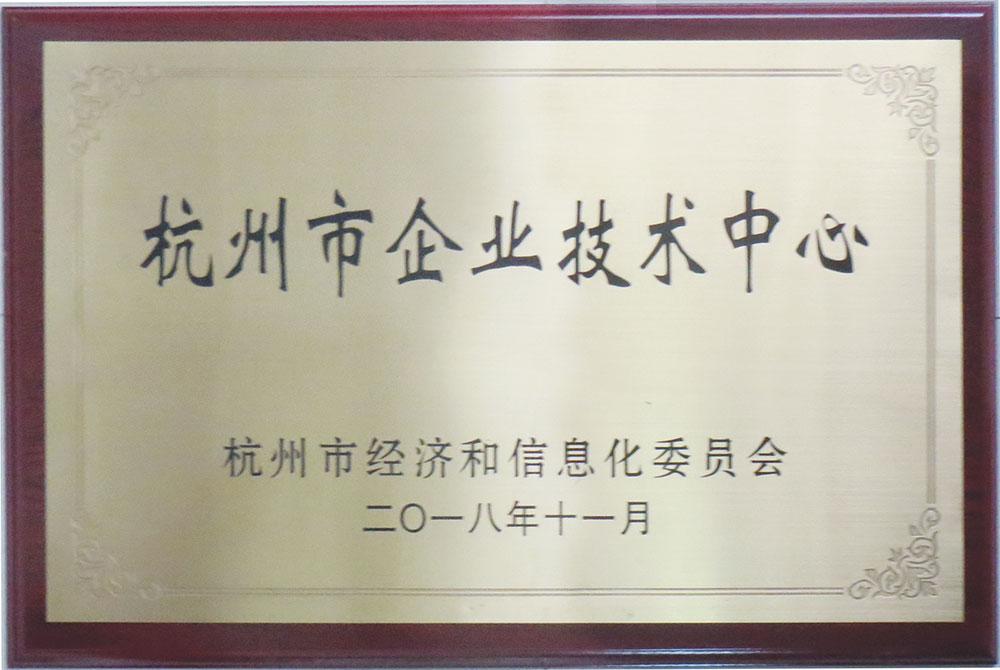 杭州市企业技术中心
杭州市经济和信息化委员会
二〇一八年十一月